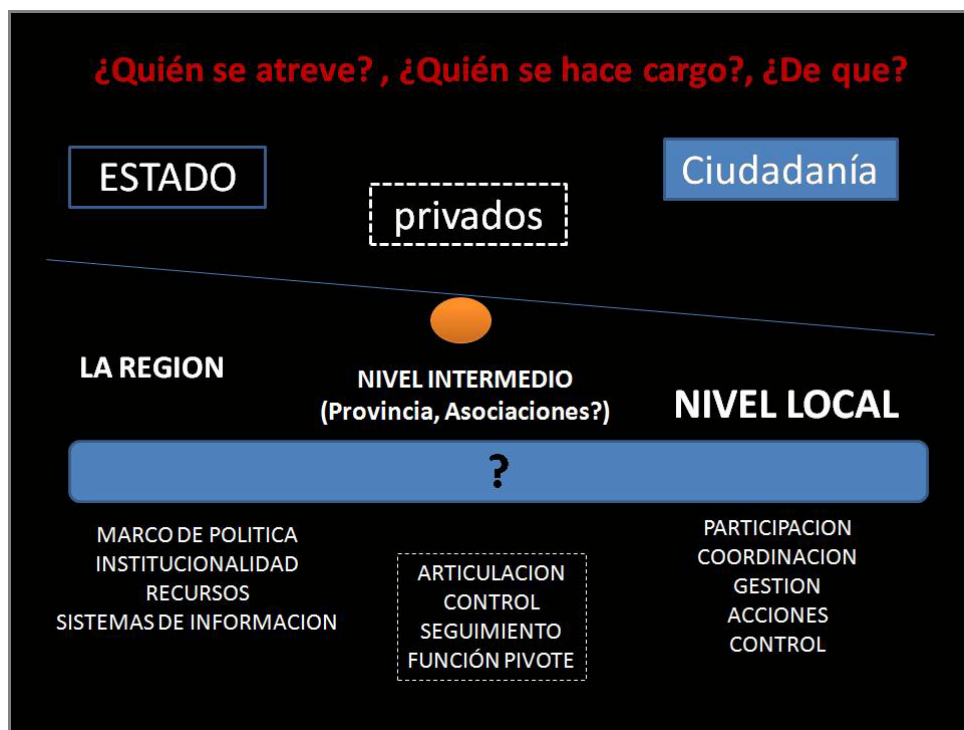 ¿Quién se atreve? , ¿Quién se hace cargo?, ¿De que?
ESTADO
privados
Ciudadanía
LA REGION
NIVEL INTERMEDIO
(Provincia, Asociaciones?)
NIVEL LOCAL
?
MARCO DE POLITICA
INSTITUCIONALIDAD
RECURSOS
SISTEMAS DE INFORMACION
ARTICULACION
CONTROL
SEGUIMIENTO
FUNCIÓN PIVOTE
PARTICIPACION
COORDINACION
GESTION
ACCIONES
CONTROL